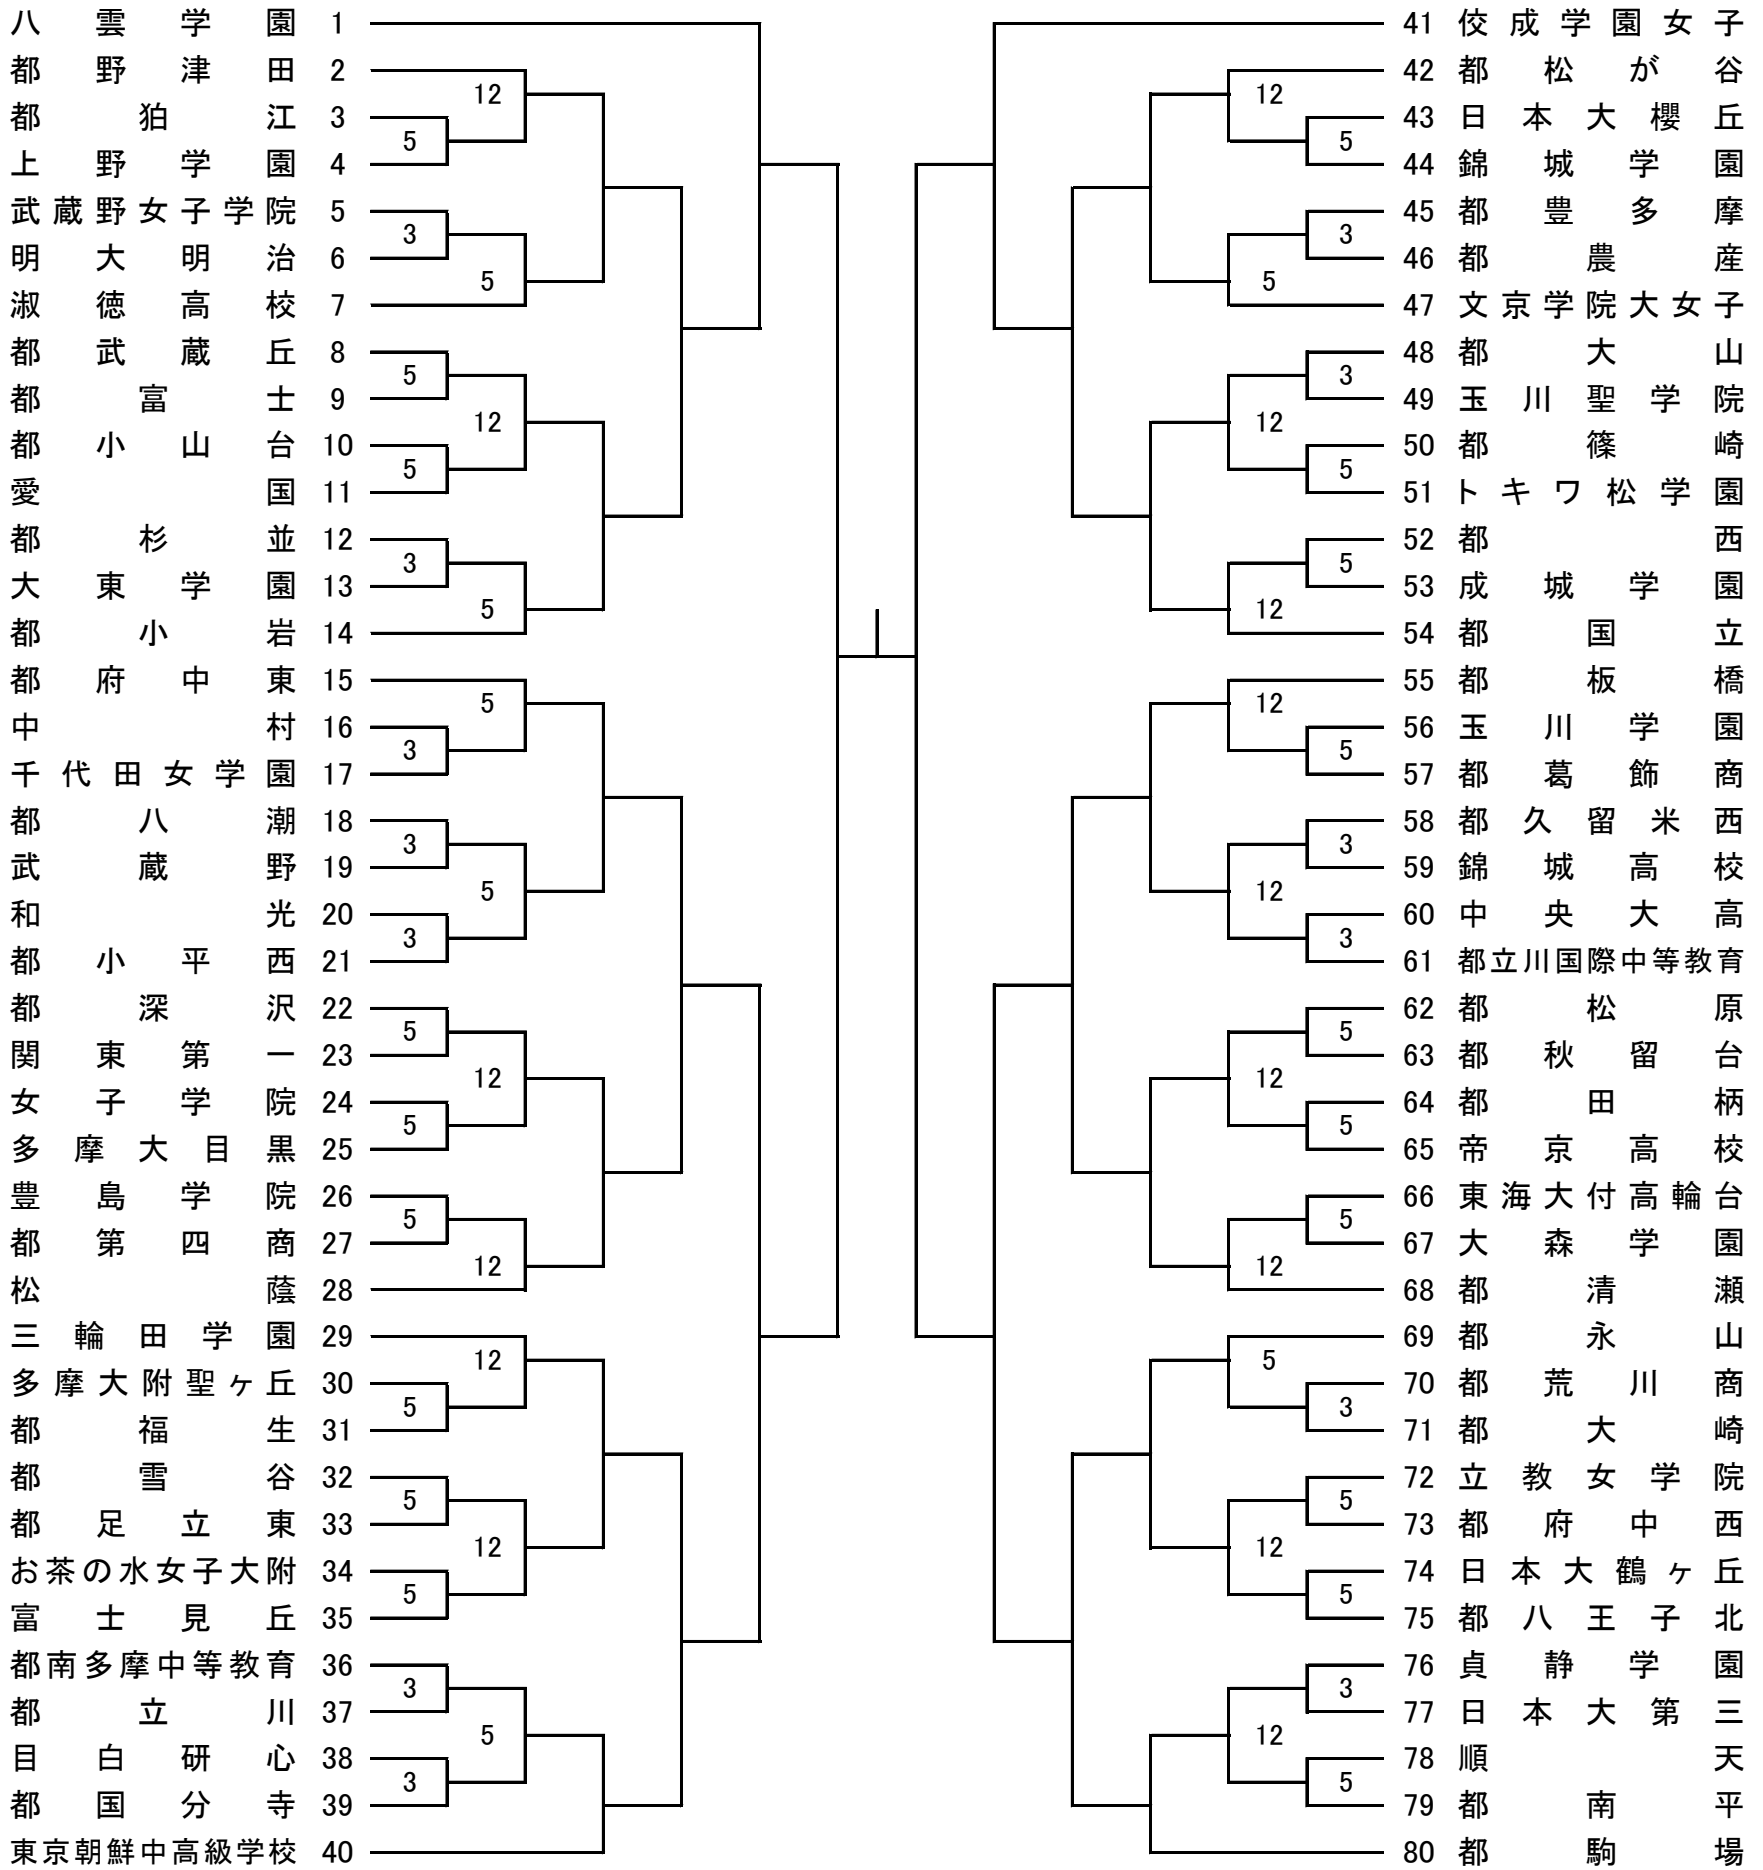 八雲学園 1
都野津田 2
12
都狛江 3
5
上野学園 4
武蔵野女子学院 5
3
明大明治 6
5
淑徳高校 7
都武蔵丘 8
5
都富士 9
12
都小山台 10
5
愛国 11
都杉並 12
3
大東学園 13
5
都小岩 14
都府中東 15
5
中村 16
3
千代田女学園 17
都八潮 18
3
武蔵野 19
5
和光 20
3
都小平西 21
都深沢 22
5
関東第一 23
12
女子学院 24
5
多摩大目黒 25
豊島学院 26
5
都第四商 27
12
松蔭 28
三輪田学園 29
12
多摩大附聖ヶ丘 30
5
都福生 31
都雪谷 32
5
都足立東 33
12
お茶の水女子大附 34
5
富士見丘 35
都南多摩中等教育 36
3
都立川 37
5
目白研心 38
3
都国分寺 39
東京朝鮮中高級学校 40
41 佼成学園女子
42 都松が谷
12
43 日本大櫻丘
5
44 錦城学園
45 都豊多摩
3
46 都農産
5
47 文京学院大女子
48 都大山
3
49 玉川聖学院
12
50 都篠崎
5
51 トキワ松学園
52 都西
5
53 成城学園
12
54 都国立
55 都板橋
12
56 玉川学園
5
57 都葛飾商
58 都久留米西
3
59 錦城高校
12
60 中央大高
3
61 都立川国際中等教育
62 都松原
5
63 都秋留台
12
64 都田柄
5
65 帝京高校
66 東海大付高輪台
5
67 大森学園
12
68 都清瀬
69 都永山
5
70 都荒川商
3
71 都大崎
72 立教女学院
5
73 都府中西
12
74 日本大鶴ヶ丘
5
75 都八王子北
76 貞静学園
3
77 日本大第三
12
78 順天
5
79 都南平
80 都駒場